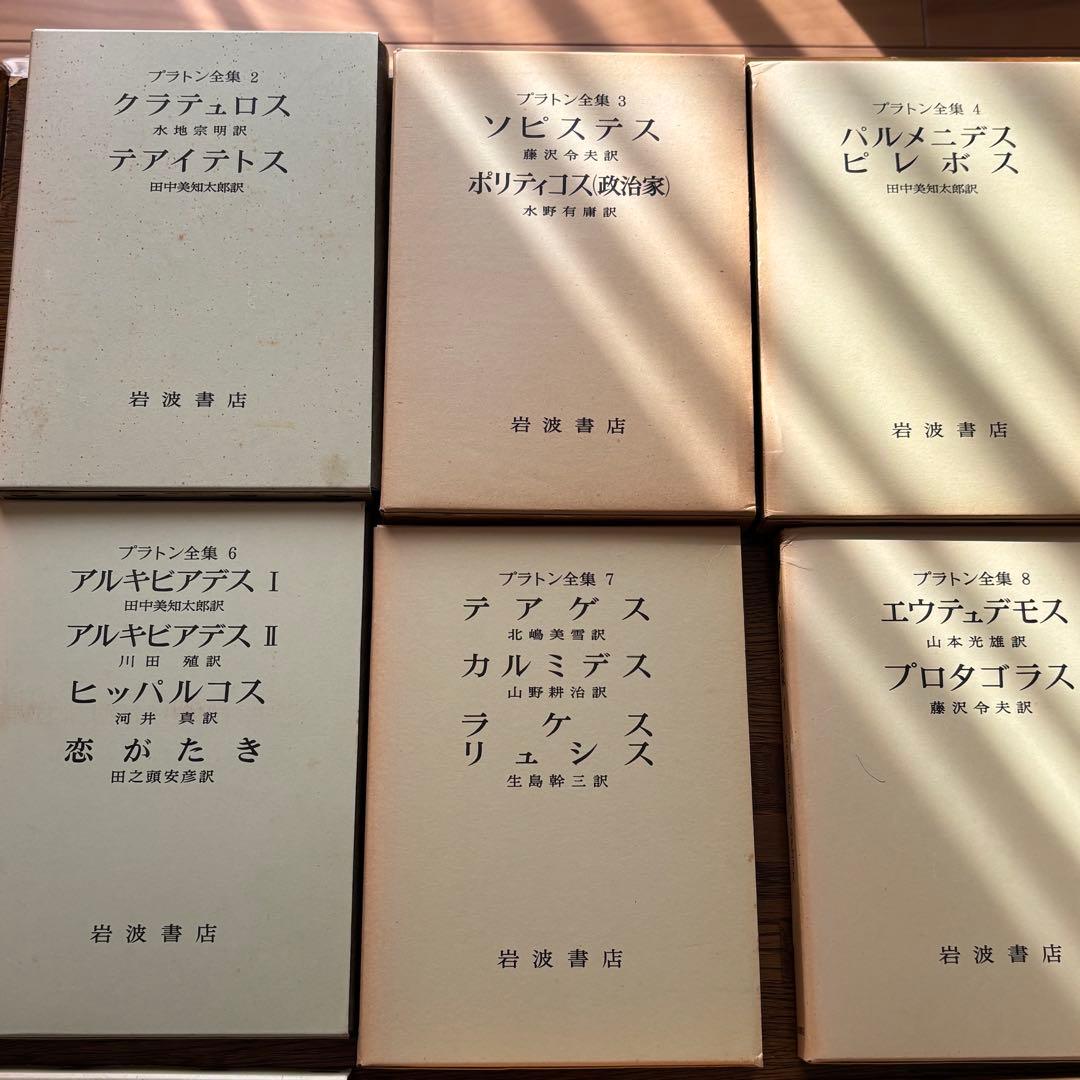 プラトン全集 2
クラテュロス
水地宗明訳
テアイテトス
田中美知太郎訳
岩波書店
プラトン全集 3
ソピステス
藤沢令夫訳
ポリティコス(政治家)
水野有庸訳
岩波書店
プラトン全集 4
パルメニデス
ピレボス
田中美知太郎訳
岩波書店
プラトン全集 6
アルキビアデス I
田中美知太郎訳
アルキビアデス II
川田殖訳
ヒッパルコス
河井真訳
恋がたき
田之頭安彦訳
岩波書店
プラトン全集 7
テアゲス
北嶋美雪訳
カルミデス
山野耕治訳
ラケス
リュシス
生島幹三訳
岩波書店
プラトン全集 8
エウテュデモス
山本光雄訳
プロタゴラス
藤沢令夫訳
岩波書店